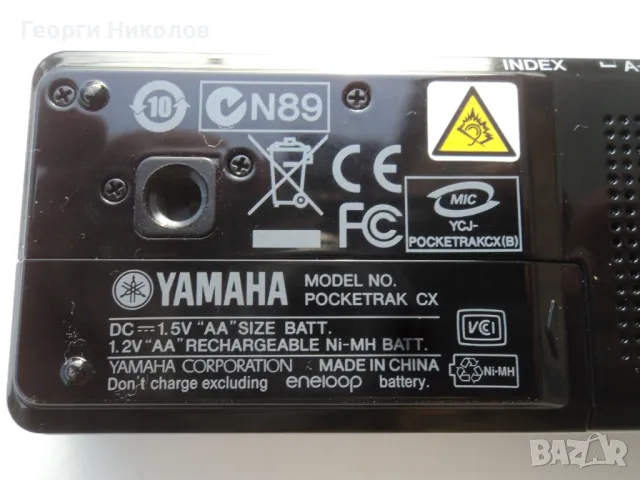 Георги Николов
INDEX A-
10
N89
CE
FC
MIC
YCJ-
POCKETRAKCX(B)
YAMAHA
MODEL NO.
POCKETRAK CX
DC 1.5V "AA" SIZE BATT.
1.2V "AA" RECHARGEABLE Ni-MH BATT.
VCCI
YAMAHA CORPORATION MADE IN CHINA
Don't charge excluding eneloop battery.
Ni-MH
BAZAR